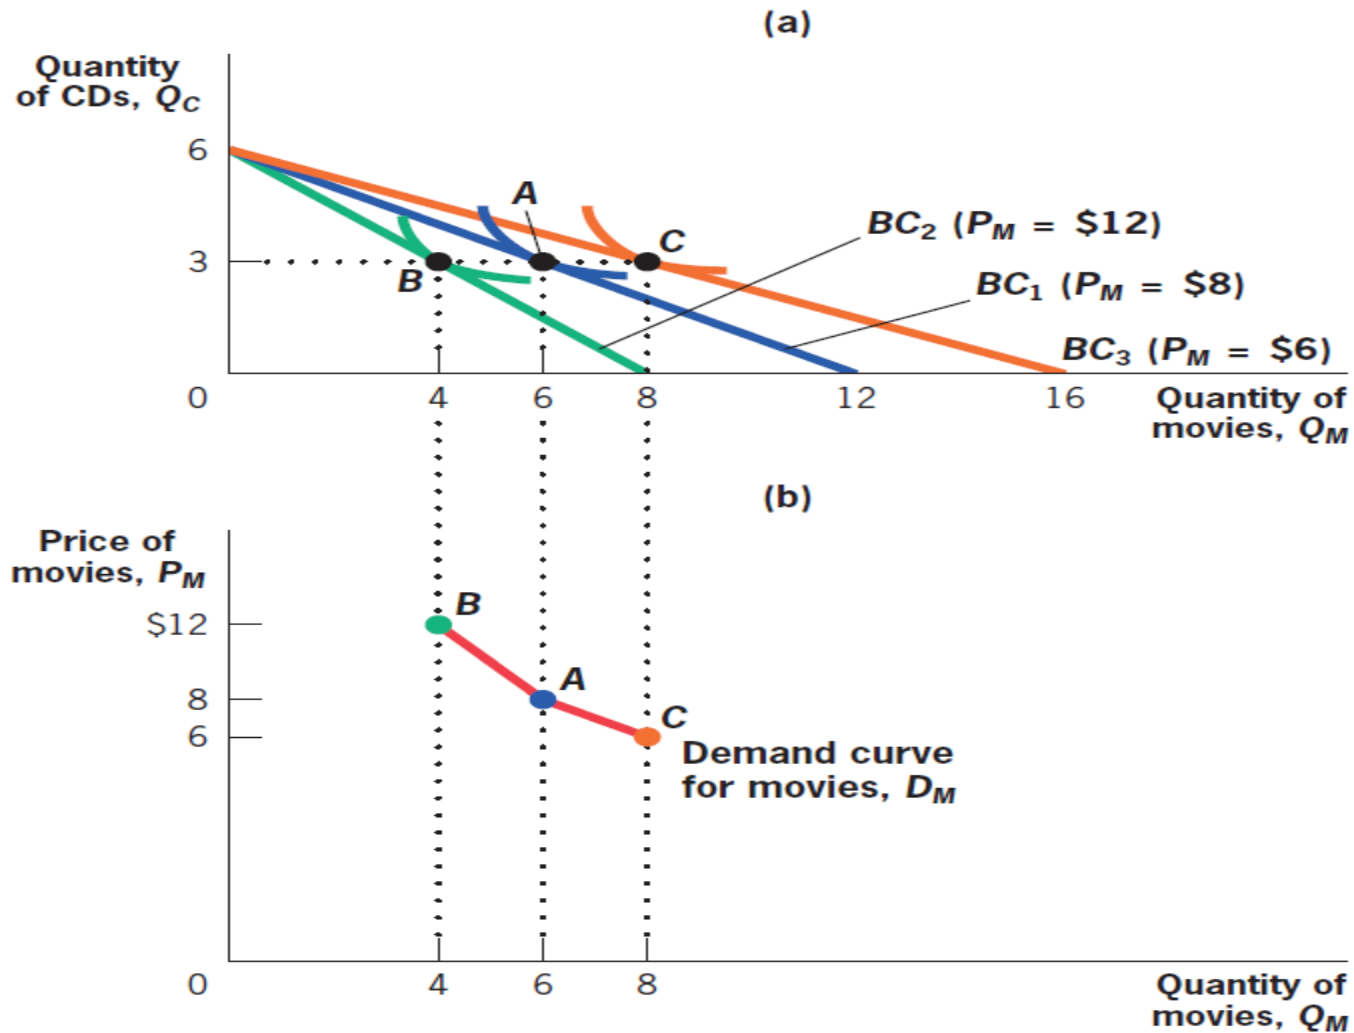 (a)
Quantity
of CDs, QC
6
A
C
BC2 (PM = $12)
3
B
BC1 (PM = $8)
BC3 (PM = $6)
0
4
6
8
12
16
Quantity of
movies, QM
(b)
Price of
movies, PM
B
$12
A
8
C
6
Demand curve
for movies, DM
0
4
6
8
Quantity of
movies, QM